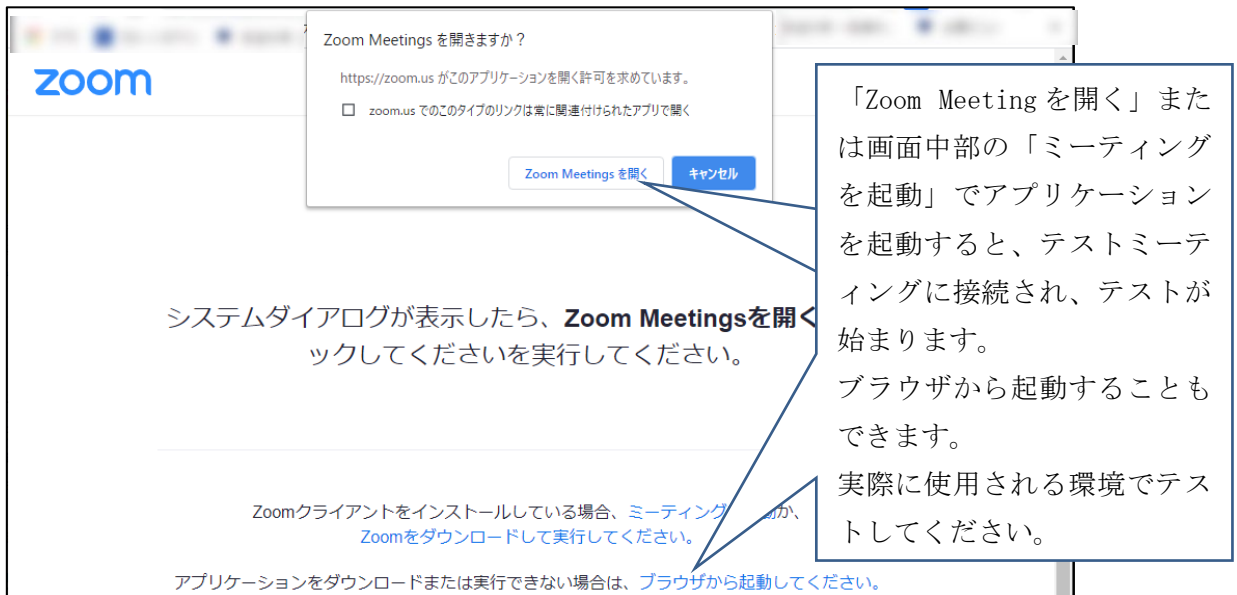 Zoom Meetings を開きますか？
https://zoom.us がこのアプリケーションを開く許可を求めています。
zoom.us でのこのタイプのリンクは常に関連付けられたアプリで開く
Zoom Meetings を開く
キャンセル
zoom
「Zoom Meeting を開く」また
は画面中部の「ミーティング
を起動」でアプリケーション
を起動すると、テストミーテ
ィングに接続され、テストが
始まります。
ブラウザから起動することも
できます。
実際に使用される環境でテス
トしてください。
システムダイアログが表示したら、Zoom Meetingsを開く
ックしてくださいを実行してください。
Zoomクライアントをインストールしている場合、ミーティング か、
Zoomをダウンロードして実行してください。
アプリケーションをダウンロードまたは実行できない場合は、ブラウザから起動してください。